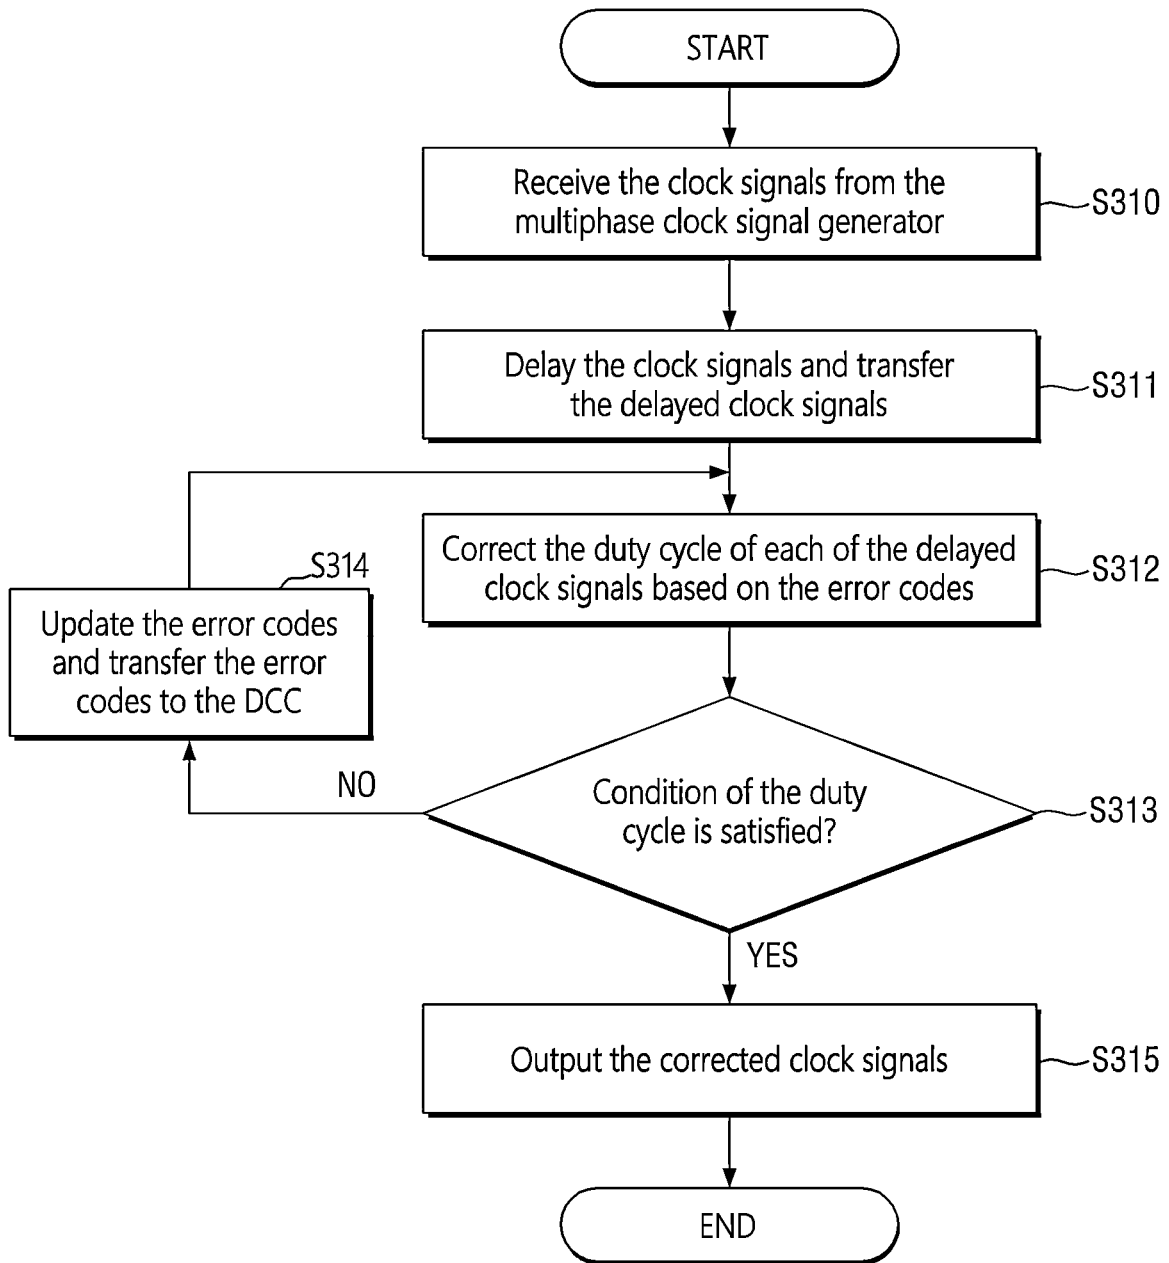 START
Receive the clock signals from the
multiphase clock signal generator
S310
Delay the clock signals and transfer
the delayed clock signals
S311
Correct the duty cycle of each of the delayed
clock signals based on the error codes
S312
S314
Update the error codes
and transfer the error
codes to the DCC
NO
Condition of the duty
cycle is satisfied?
S313
YES
Output the corrected clock signals
S315
END